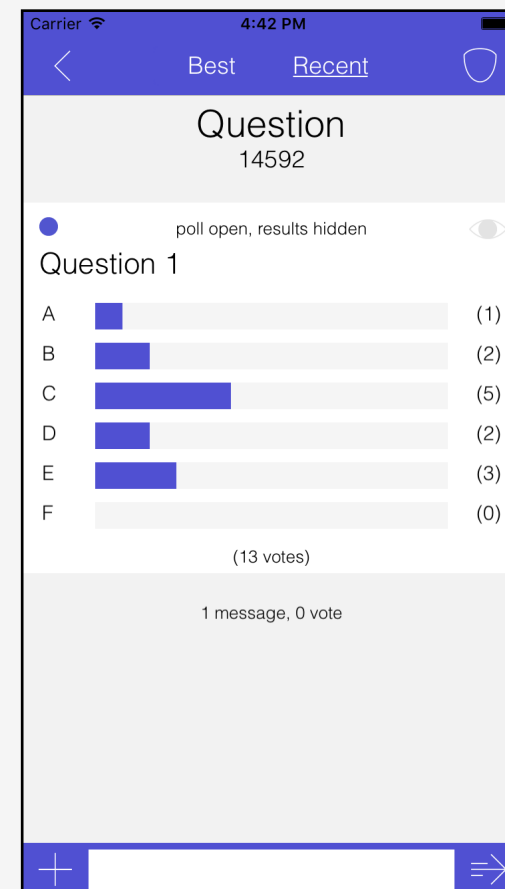 Carrier 4:42 PM
Best Recent
Question
14592
poll open, results hidden
Question 1
A (1)
B (2)
C (5)
D (2)
E (3)
F (0)
(13 votes)
1 message, 0 vote